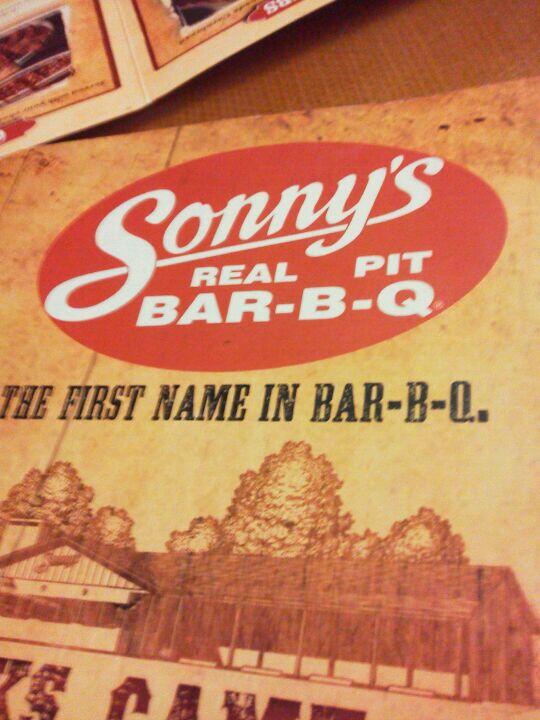 Sonny's
REAL PIT
BAR-B-Q
THE FIRST NAME IN BAR-B-Q.